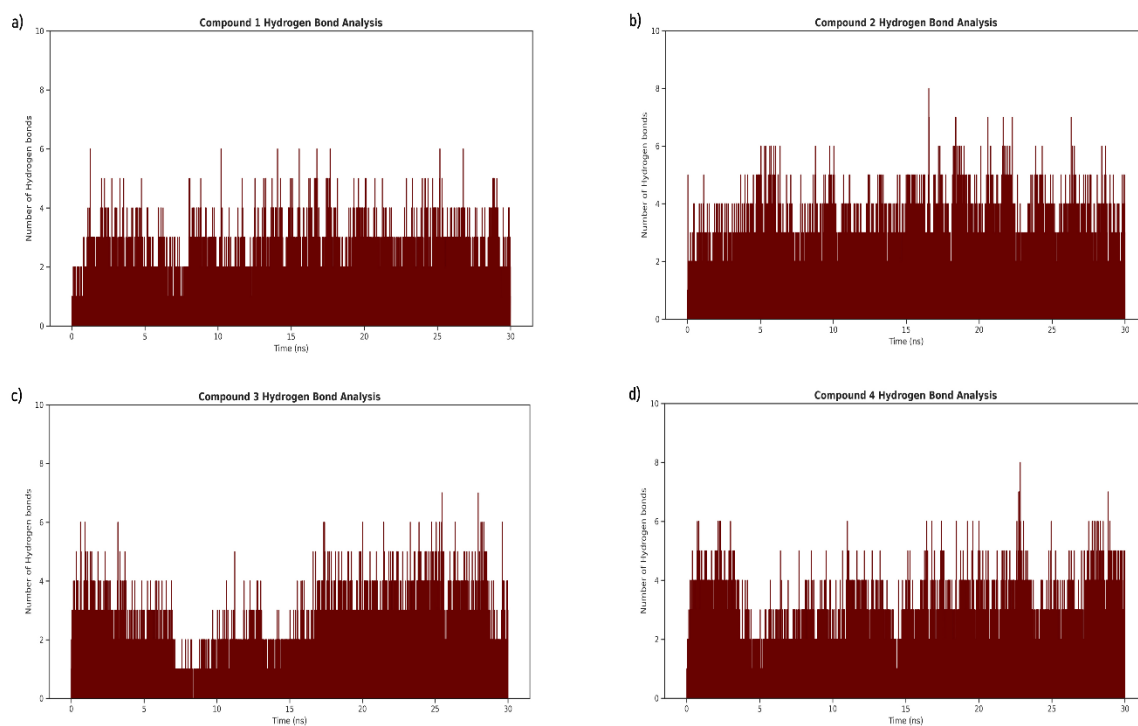 a)
Compound 1 Hydrogen Bond Analysis
10
8
6
4
2
0
Number of Hydrogen bonds
0 5 10 15 20 25 30
Time (ns)
b)
Compound 2 Hydrogen Bond Analysis
10
8
6
4
2
0
Number of Hydrogen bonds
0 5 10 15 20 25 30
Time (ns)
c)
Compound 3 Hydrogen Bond Analysis
10
8
6
4
2
0
Number of Hydrogen bonds
0 5 10 15 20 25 30
Time (ns)
d)
Compound 4 Hydrogen Bond Analysis
10
8
6
4
2
0
Number of Hydrogen bonds
0 5 10 15 20 25 30
Time (ns)